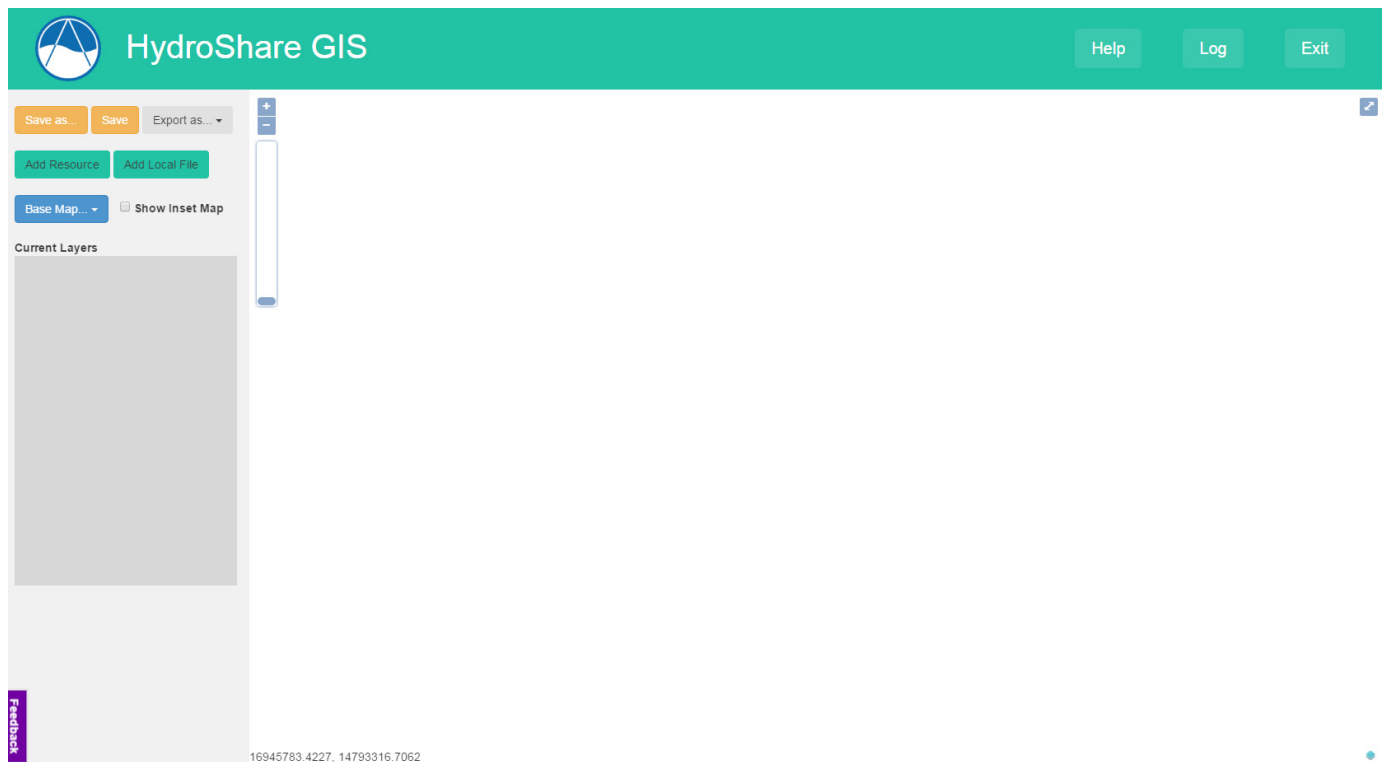 HydroShare GIS
Help Log Exit
Save as... Save Export as...
Add Resource Add Local File
Base Map... Show Inset Map
Current Layers
+
−
Feedback
16945783.4227, 14793316.7062